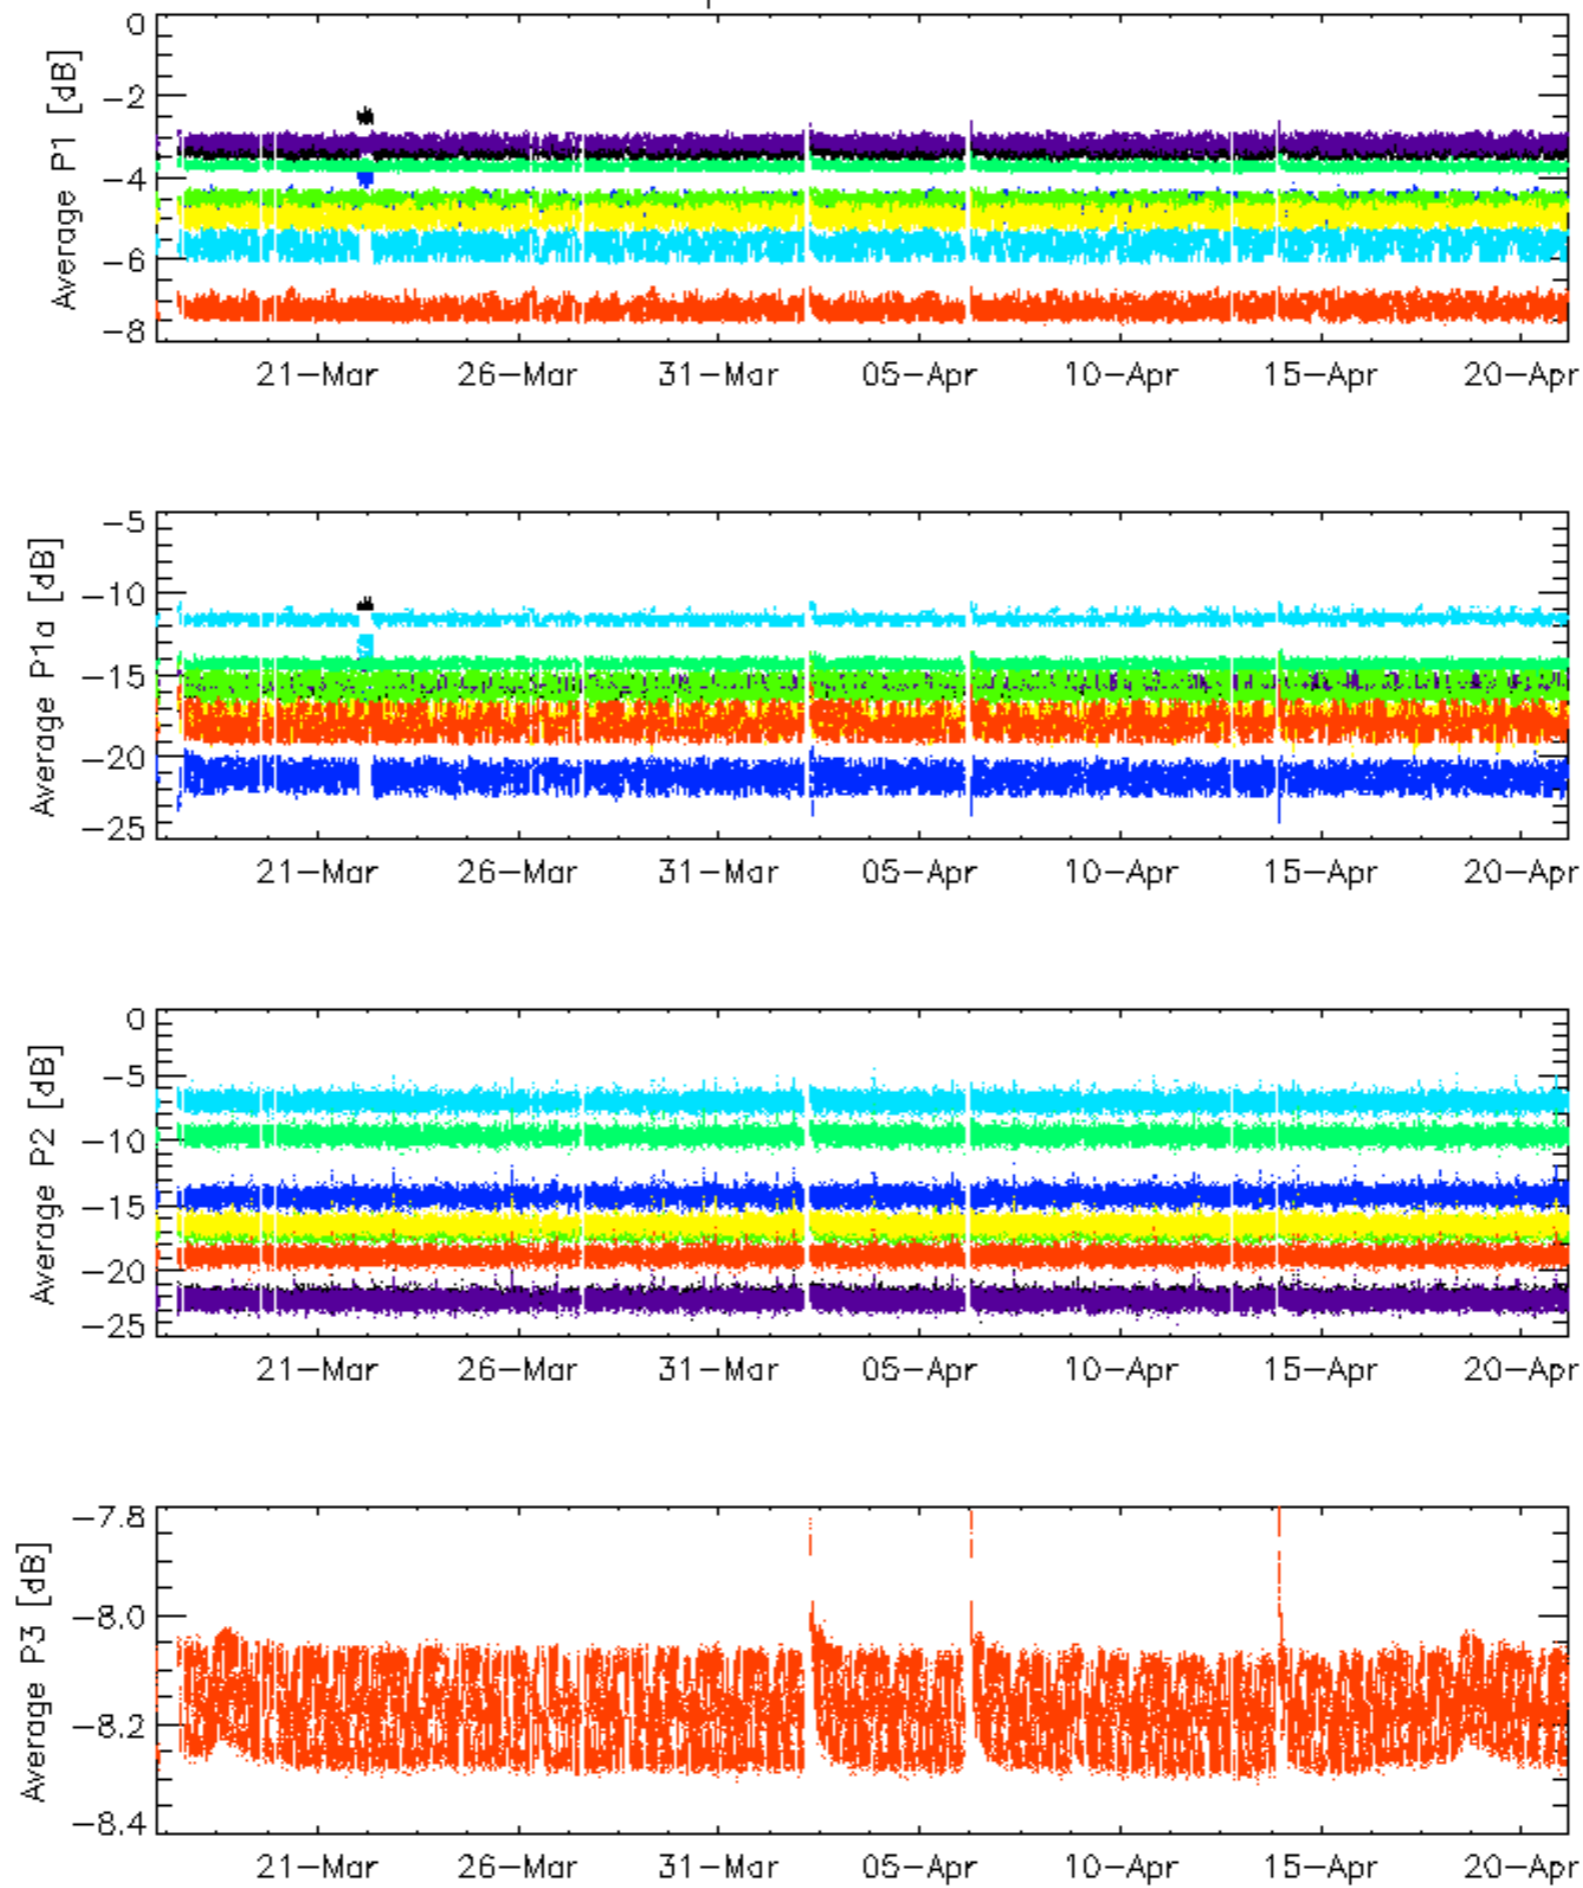 Average P1 [dB]
0
−2
−4
−6
−8
21−Mar 26−Mar 31−Mar 05−Apr 10−Apr 15−Apr 20−Apr
Average P1a [dB]
−5
−10
−15
−20
−25
21−Mar 26−Mar 31−Mar 05−Apr 10−Apr 15−Apr 20−Apr
Average P2 [dB]
0
−5
−10
−15
−20
−25
21−Mar 26−Mar 31−Mar 05−Apr 10−Apr 15−Apr 20−Apr
Average P3 [dB]
−7.8
−8.0
−8.2
−8.4
21−Mar 26−Mar 31−Mar 05−Apr 10−Apr 15−Apr 20−Apr